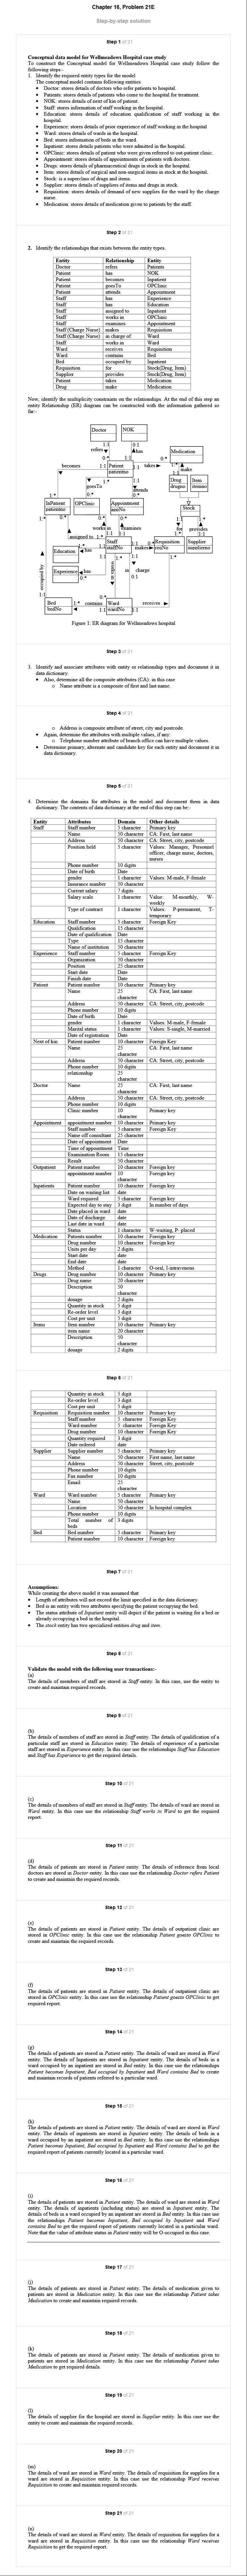 Chapter 16, Problem 21E
Step-by-step solution
Step 1 of 21
Conceptual data model for Wellmeadows Hospital case study
To construct the Conceptual model of Wellmeadows Hospital case study follow the
following steps:-
1. Identify the required entity types for the model
The conceptual model contains following entities.
• Doctor: stores details of doctors who refer patients to hospital.
• Patients: stores details of patients who come to the hospital for treatment.
• NOK: stores details of next of kin of patient.
• Staff: stores information of staff working in the hospital.
• Education: stores details of education qualification of staff working in the
hospital.
• Experience: stores details of prior experience of staff working in the hospital
• Ward: stores details of wards in the hospital.
• Bed: stores information of beds in the hospital.
• Inpatient: stores details patients who were admitted in the hospital.
• OPClinic: stores details of patient who were given referred to out-patient clinic.
• Appointment: stores details of appointments of patients with doctors.
• Drugs: stores details of pharmaceutical drugs in stock in the hospital.
• Item: stores details of surgical and non-surgical items in stock at the hospital.
• Stock: is a supertype of drugs and items.
• Supplier: stores details of suppliers of items and drugs in stock.
• Requisition: stores details of demand of new supplies for the ward by the charge
nurse.
• Medication: stores details of medication given to patients by the staff.
Step 2 of 21
2. Identify the relationships that exists between the entity types.
Entity Relationship Entity
Doctor refers Patients
Patient has NOK
Patient becomes Inpatient
Patient goesTo OPClinic
Patient attends Appointment
Staff has Experience
Staff has Education
Staff assigned to Inpatient
Staff works in OPClinic
Staff examines Appointment
Staff (Charge Nurse) makes Requisition
Staff (Charge Nurse) in charge of Ward
Staff works in Ward
Ward receives Requisition
Ward contains Bed
Bed occupied by Inpatient
Requisition for Stock(Drug, Item)
Supplier provides Stock(Drug, Item)
Patient takes Medication
Drug make Medication
Now, identify the multiplicity constraints on the relationships. At the end of this step an
entity Relationship (ER) diagram can be constructed with the information gathered so
far:-
Doctor NOK
refers has Medication
becomes Patient takes make
goesTo attends Drug Item
InPatient OPClinic Appointment Stock
works in examines for provides
assigned to Staff Requisition Supplier
Education has makes
Experience has in charge
occupied by
Bed contains Ward receives
Figure 1: ER diagram for Wellmeadows hospital
Step 3 of 21
3. Identify and associate attributes with entity or relationship types and document it in
data dictionary.
• Also, determine all the composite attributes (CA): in this case
o Name attribute is a composite of first and last name.
Step 4 of 21
o Address is composite attribute of street, city and postcode.
• Again, determine the attributes with multiple values, if any:
o Telephone number attribute of branch office can have multiple values.
• Determine primary, alternate and candidate key for each entity and document it in
data dictionary.
Step 5 of 21
4. Determine the domains for attributes in the model and document them in data
dictionary. The contents of data dictionary at the end of this step can be:
Entity Attributes Domain Other details
Staff Staff number 5 character Primary key
Name 50 character CA: First, last name
Address 50 character CA: Street, city, postcode
Position held 3 character Values: Manager, Personnel
officer, charge nurse, doctors,
nurses
Phone number 10 digits
Date of birth Date
gender 1 character Values: M-male, F-female
Insurance number 50 character
Current salary 7 digits
Salary scale 1 character Value: M-monthly, W-
weekly
Type of contract 1 character Values: P-permanent, T-
temporary
Education Staff number 5 character Foreign Key
Qualification 15 character
Date of qualification Date
Type 15 character
Name of institution 50 character
Experience Staff number 5 character Foreign Key
Organization 50 character
Position 25 character
Start date Date
Finish date Date
Patient Patient number 10 character Primary key
Name 25
character CA: First, last name
Address 50 character CA: Street, city, postcode
Phone number 10 digits
Date of birth Date
gender 1 character Values: M-male, F-female
Marital status 1 character Values: S-single, M-married
Date of registration Date
Next of kin Patient number 10 character Foreign Key
Name 25
character CA: First, last name
Address 50 character CA: Street, city, postcode
Phone number 10 digits
relationship 25
character
Doctor Name 25
character CA: First, last name
Address 50 character CA: Street, city, postcode
Phone number 10 digits
Clinic number 10
character Primary key
Appointment appointment number 10 character Primary key
Staff number 5 character Foreign Key
Name off consultant 25 character
Date of appointment Date
Time of appointment Time
Examination Room 15 character
Result 50 character
Outpatient Patient number 10 character Foreign key
appointment number 10
character Foreign key
Inpatients Patient number 10 character Foreign key
Date on waiting list date
Ward required 5 character Foreign key
Expected day to stay 3 digit In number of days
Date placed in ward date
Date of discharge date
Last date in ward date
Status 1 character W-waiting, P- placed
Medication Patients number 10 character Foreign key
Drug number 10 character Foreign key
Units per day 2 digits
Start date Date
End date Date
Method 1 character O-oral, I-intravenous
Drugs Drug number 10 character Primary key
Drug name 20 character
Description 50
character
dosage 2 digits
Quantity in stock 3 digit
Re-order level 3 digit
Cost per unit 5 digit
Items Item number 10 character Primary key
item name 20 character
Description 50
character
dosage 2 digits
Step 6 of 21
Quantity in stock 3 digit
Re-order level 3 digit
Cost per unit 5 digit
Requisition Requisition number 10 character Primary key
Staff number 5 character Foreign Key
Ward number 5 character Foreign Key
Drug number 10 character Foreign Key
Quantity required 3 digit
Date ordered date
Supplier Supplier number 5 character Primary key
Name 50 character First name, last name
Address 50 character Street, city, postcode
Phone number 10 digits
Fax number 10 digits
Email 25
character
Ward Ward number 5 character Primary key
Name 50 character
Location 50 character In hospital complex
Phone number 10 digits
Total number of
beds 3 digits
Bed Bed number 5 character Primary key
Patient number 10 character Foreign key
Step 7 of 21
Assumptions:
While creating the above model it was assumed that
• Length of attributes will not exceed the limit specified in the data dictionary.
• Bed is an entity with two attributes specifying the patient occupying the bed.
• The status attribute of Inpatient entity will depict if the patient is waiting for a bed or
already occupying a bed in the hospital.
• The stock entity has two specialized entities drug and item.
Step 8 of 21
Validate the model with the following user transactions:-
(a)
The details of members of staff are stored in Staff entity. In this case, use the entity to
create and maintain required records.
Step 9 of 21
(b)
The details of members of staff are stored in Staff entity. The details of qualification of a
particular staff are stored in Education entity. The details of experience of a particular
staff are stored in Experience entity. In this case use the relationships Staff has Education
and Staff has Experience to get the required details.
Step 10 of 21
(c)
The details of members of staff are stored in Staff entity. The details of ward are stored in
Ward entity. In this case use the relationship Staff works in Ward to get the required
report.
Step 11 of 21
(d)
The details of patients are stored in Patient entity. The details of reference from local
doctors are stored in Doctor entity. In this case use the relationship Doctor refers Patient
to create and maintain the required records.
Step 12 of 21
(e)
The details of patients are stored in Patient entity. The details of outpatient clinic are
stored in OPClinic entity. In this case use the relationship Patient goesto OPClinic to
create and maintain the required records.
Step 13 of 21
(f)
The details of patients are stored in Patient entity. The details of outpatient clinic are
stored in OPClinic entity. In this case use the relationship Patient goesto OPClinic to get
required report.
Step 14 of 21
(g)
The details of patients are stored in Patient entity. The details of ward are stored in Ward
entity. The details of Inpatients are stored in Inpatient entity. The details of beds in a
ward occupied by an inpatient are stored in Bed entity. In this case use the relationships
Patient becomes Inpatient, Bed occupied by Inpatient and Ward contains Bed to create
and maintain records of patients referred to a particular ward.
Step 15 of 21
(h)
The details of patients are stored in Patient entity. The details of ward are stored in Ward
entity. The details of inpatients are stored in Inpatient entity. The details of beds in a
ward occupied by an inpatient are stored in Bed entity. In this case use the relationships
Patient becomes Inpatient, Bed occupied by Inpatient and Ward contains Bed to get the
required report of patients currently located in a particular ward.
Step 16 of 21
(i)
The details of patients are stored in Patient entity. The details of ward are stored in Ward
entity. The details of inpatients (including status) are stored in Inpatient entity. The
details of beds in a ward occupied by an inpatient are stored in Bed entity. In this case use
the relationships Patient becomes Inpatient, Bed occupied by Inpatient and Ward
contains Bed to get the required report of patients currently located in a particular ward.
Note that the value of attribute status in Patient entity will be O-occupied in this case.
Step 17 of 21
(j)
The details of patients are stored in Patient entity. The details of medication given to
patients are stored in Medication entity. In this case use the relationship Patient takes
Medication to create and maintain required records.
Step 18 of 21
(k)
The details of patients are stored in Patient entity. The details of medication given to
patients are stored in Medication entity. In this case use the relationship Patient takes
Medication to get required details.
Step 19 of 21
(l)
The details of supplier for the hospital are stored in Supplier entity. In this case use the
entity to create and maintain the required records.
Step 20 of 21
(m)
The details of ward are stored in Ward entity. The details of requisition for supplies for a
ward are stored in Requisition entity. In this case use the relationship Ward receives
Requisition to create and maintain required records.
Step 21 of 21
(n)
The details of ward are stored in Ward entity. The details of requisition for supplies for a
ward are stored in Requisition entity. In this case use the relationship Ward receives
Requisition to get the required report.